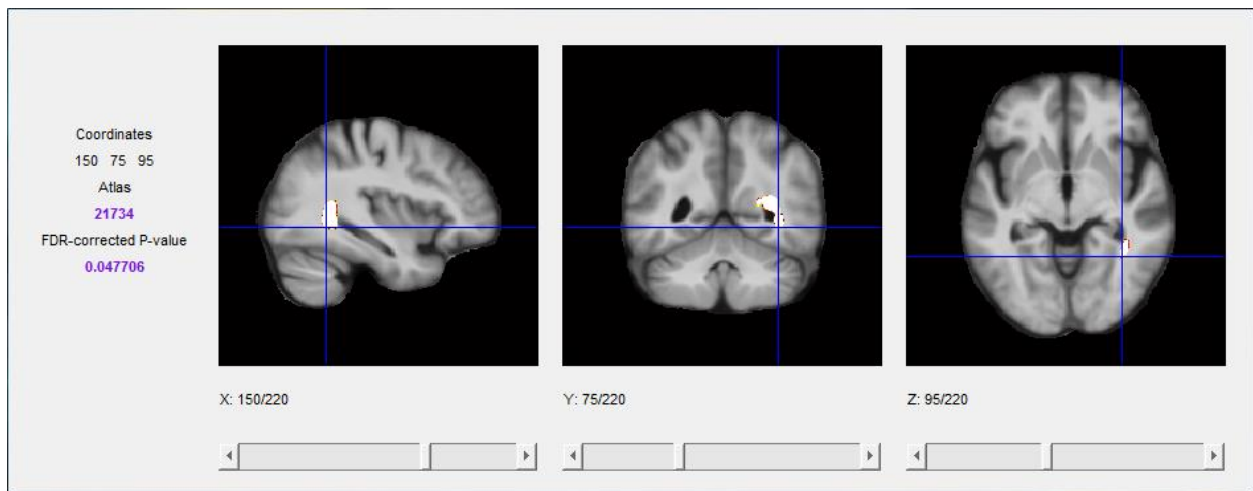 Coordinates
150 75 95
Atlas
21734
FDR-corrected P-value
0.047706
X: 150/220
Y: 75/220
Z: 95/220